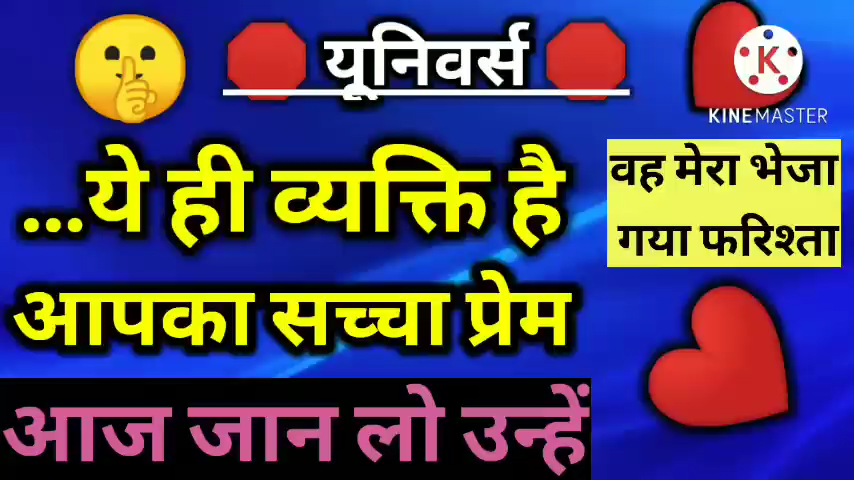 यूनिवर्स
KINEMASTER
...ये ही व्यक्ति है
वह मेरा भेजा
गया फरिश्ता
आपका सच्चा प्रेम
आज जान लो उन्हें